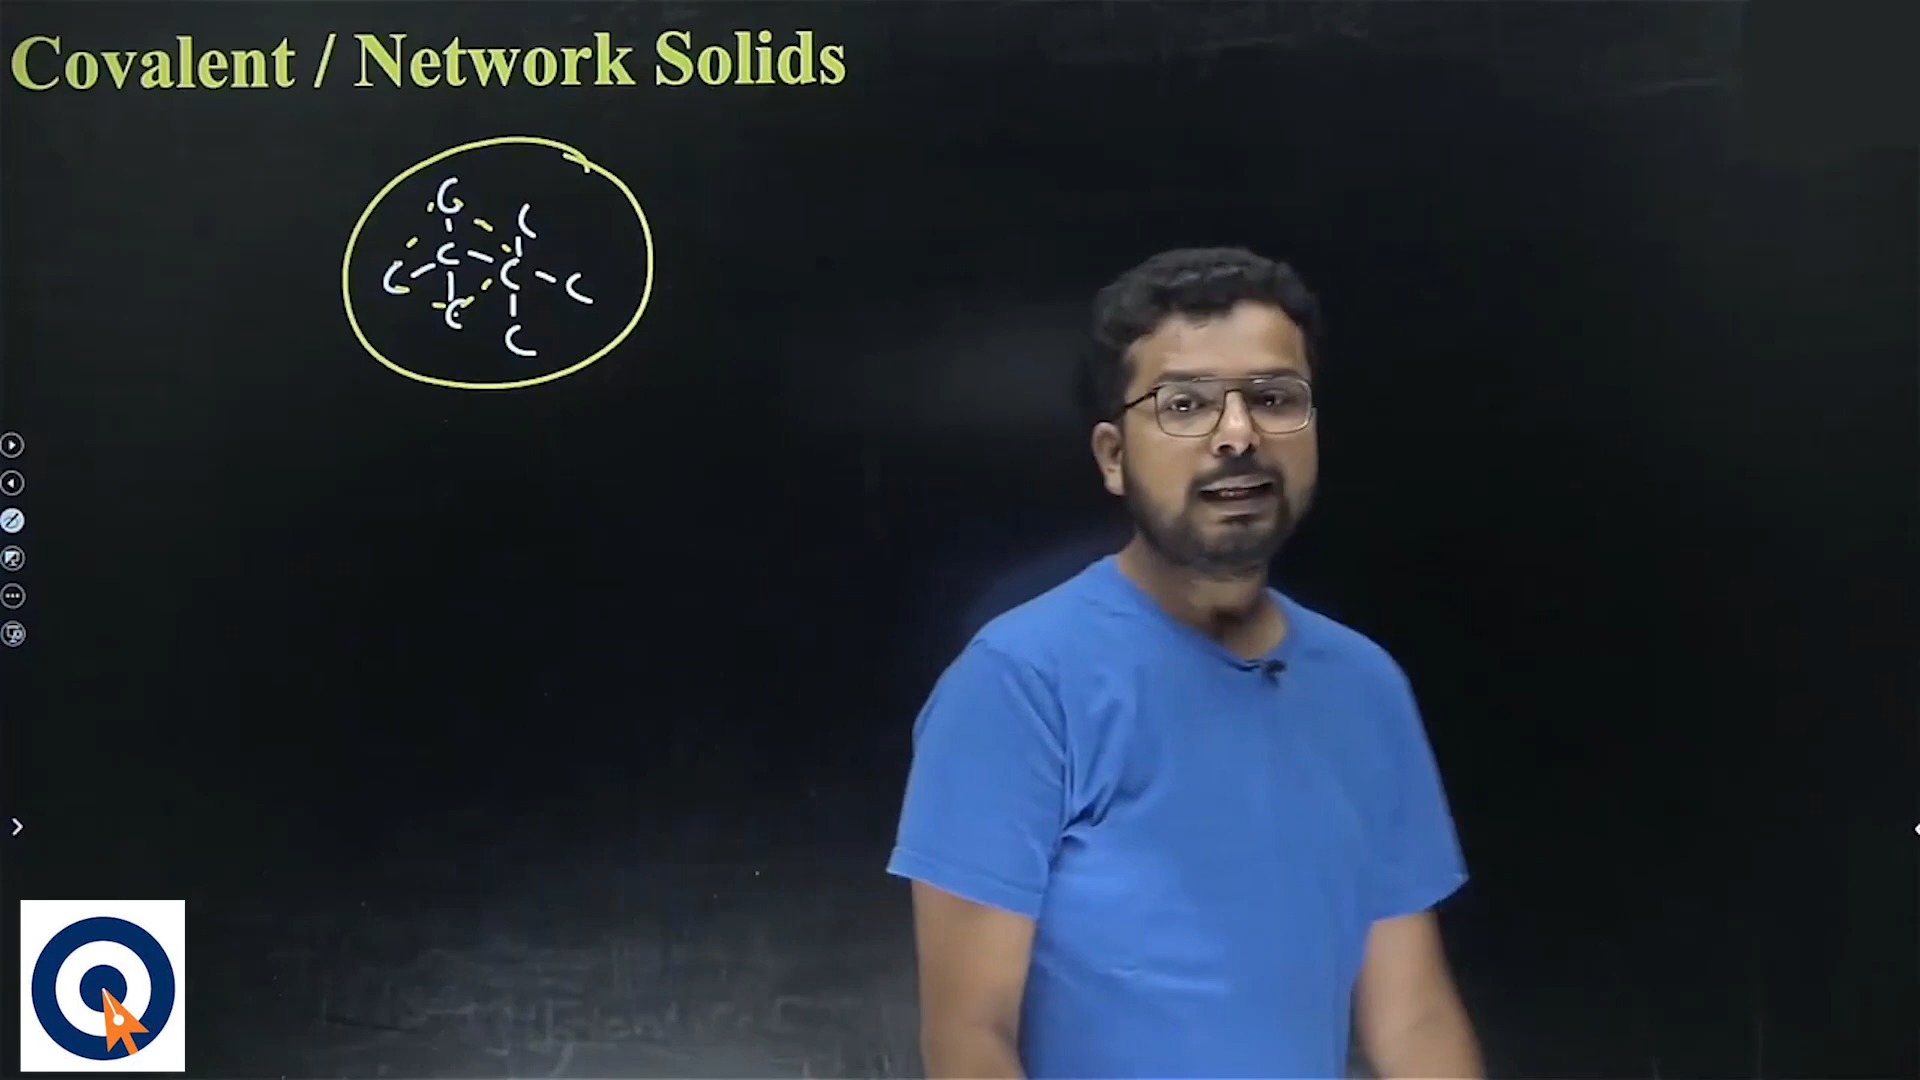 Covalent / Network Solids
C C
C - C - C - C
C C